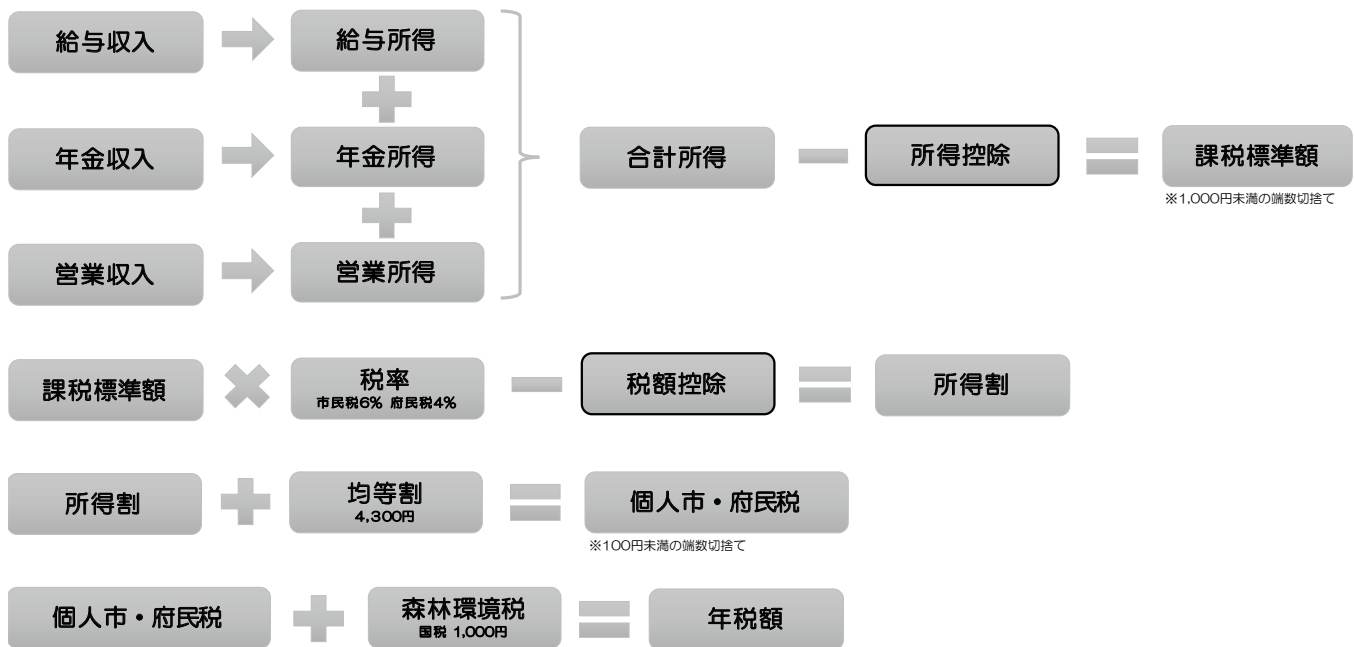 給与収入
給与所得
年金収入
年金所得
合計所得
所得控除
課税標準額
※1,000円未満の端数切捨て
営業収入
営業所得
課税標準額
税率
市民税6% 府民税4%
税額控除
所得割
所得割
均等割
4,300円
個人市・府民税
※100円未満の端数切捨て
個人市・府民税
森林環境税
国税 1,000円
年税額